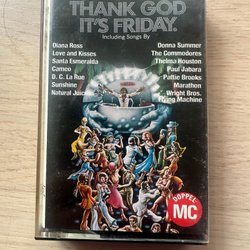 THANK GOD
IT'S FRIDAY.
Including Songs By
Diana Ross
Love and Kisses
Santa Esmeralda
Cameo
D. C. La Rue
Sunshine
Natural Juices
Donna Summer
The Commodores
Thelma Houston
Paul Jabara
Pattie Brooks
Marathon
Wright Bros.
Flying Machine
DOPPEL
MC